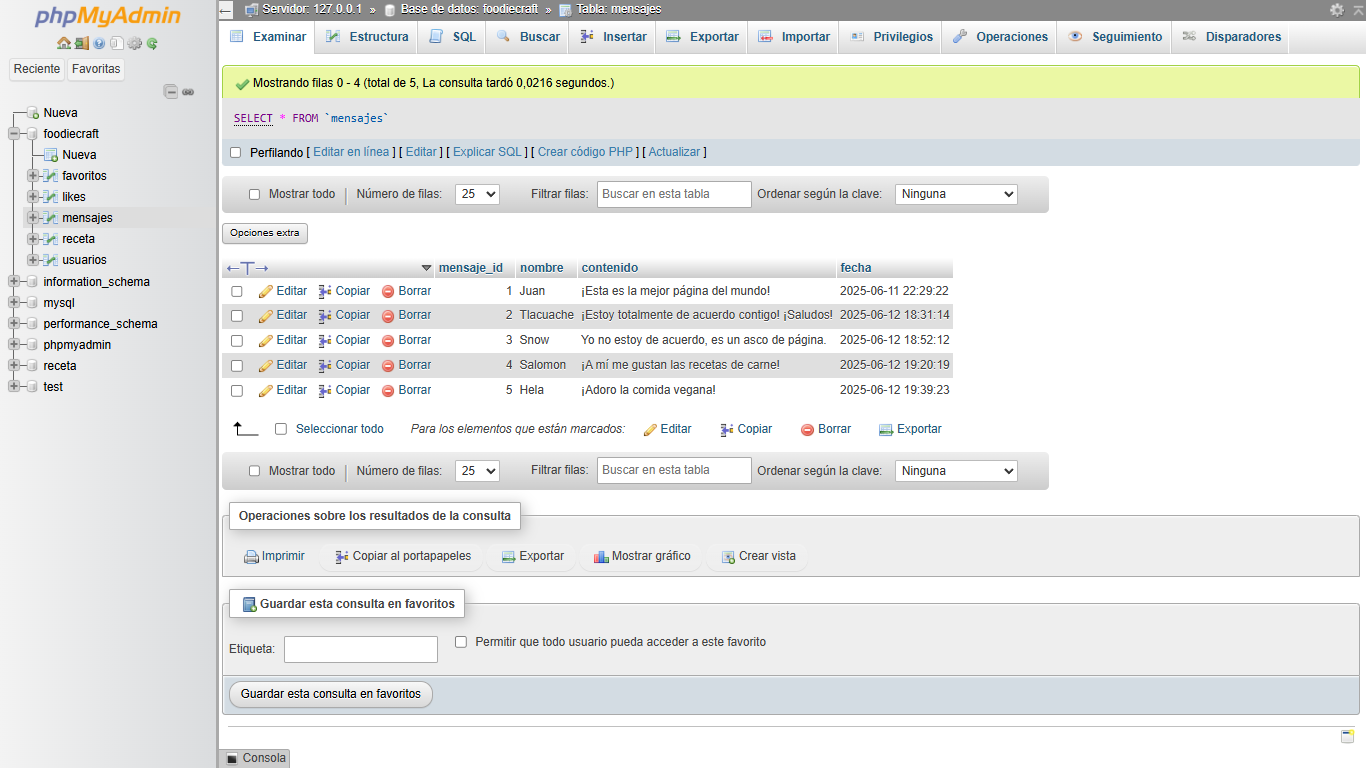 phpMyAdmin
Reciente Favoritas
Nueva
foodiecraft
Nueva
favoritos
likes
mensajes
receta
usuarios
information_schema
mysql
performance_schema
phpmyadmin
receta
test
← Servidor: 127.0.0.1 » Base de datos: foodiecraft » Tabla: mensajes
Examinar Estructura SQL Buscar Insertar Exportar Importar Privilegios Operaciones Seguimiento Disparadores
Mostrando filas 0 - 4 (total de 5, La consulta tardó 0,0216 segundos.)
SELECT * FROM `mensajes`
Perfilando [ Editar en línea ] [ Editar ] [ Explicar SQL ] [ Crear código PHP ] [ Actualizar ]
Mostrar todo | Número de filas: 25 Filtrar filas: Buscar en esta tabla Ordenar según la clave: Ninguna
Opciones extra
←T→ ▼ mensaje_id nombre contenido fecha
Editar Copiar Borrar 1 Juan ¡Esta es la mejor página del mundo! 2025-06-11 22:29:22
Editar Copiar Borrar 2 Tlacuache ¡Estoy totalmente de acuerdo contigo! ¡Saludos! 2025-06-12 18:31:14
Editar Copiar Borrar 3 Snow Yo no estoy de acuerdo, es un asco de página. 2025-06-12 18:52:12
Editar Copiar Borrar 4 Salomon ¡A mí me gustan las recetas de carne! 2025-06-12 19:20:19
Editar Copiar Borrar 5 Hela ¡Adoro la comida vegana! 2025-06-12 19:39:23
Seleccionar todo Para los elementos que están marcados: Editar Copiar Borrar Exportar
Mostrar todo | Número de filas: 25 Filtrar filas: Buscar en esta tabla Ordenar según la clave: Ninguna
Operaciones sobre los resultados de la consulta
Imprimir Copiar al portapapeles Exportar Mostrar gráfico Crear vista
Guardar esta consulta en favoritos
Etiqueta: Permitir que todo usuario pueda acceder a este favorito
Guardar esta consulta en favoritos
Consola